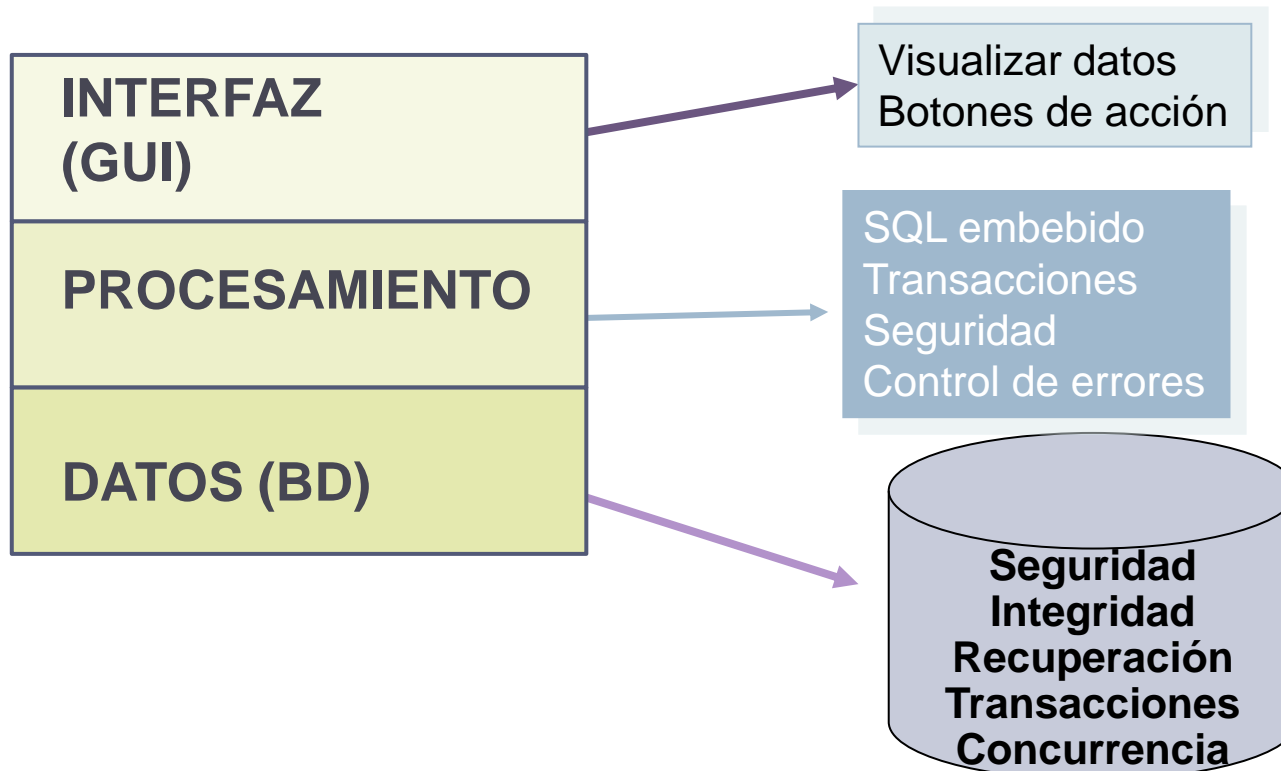 INTERFAZ
(GUI)
Visualizar datos
Botones de acción
PROCESAMIENTO
SQL embebido
Transacciones
Seguridad
Control de errores
DATOS (BD)
Seguridad
Integridad
Recuperación
Transacciones
Concurrencia